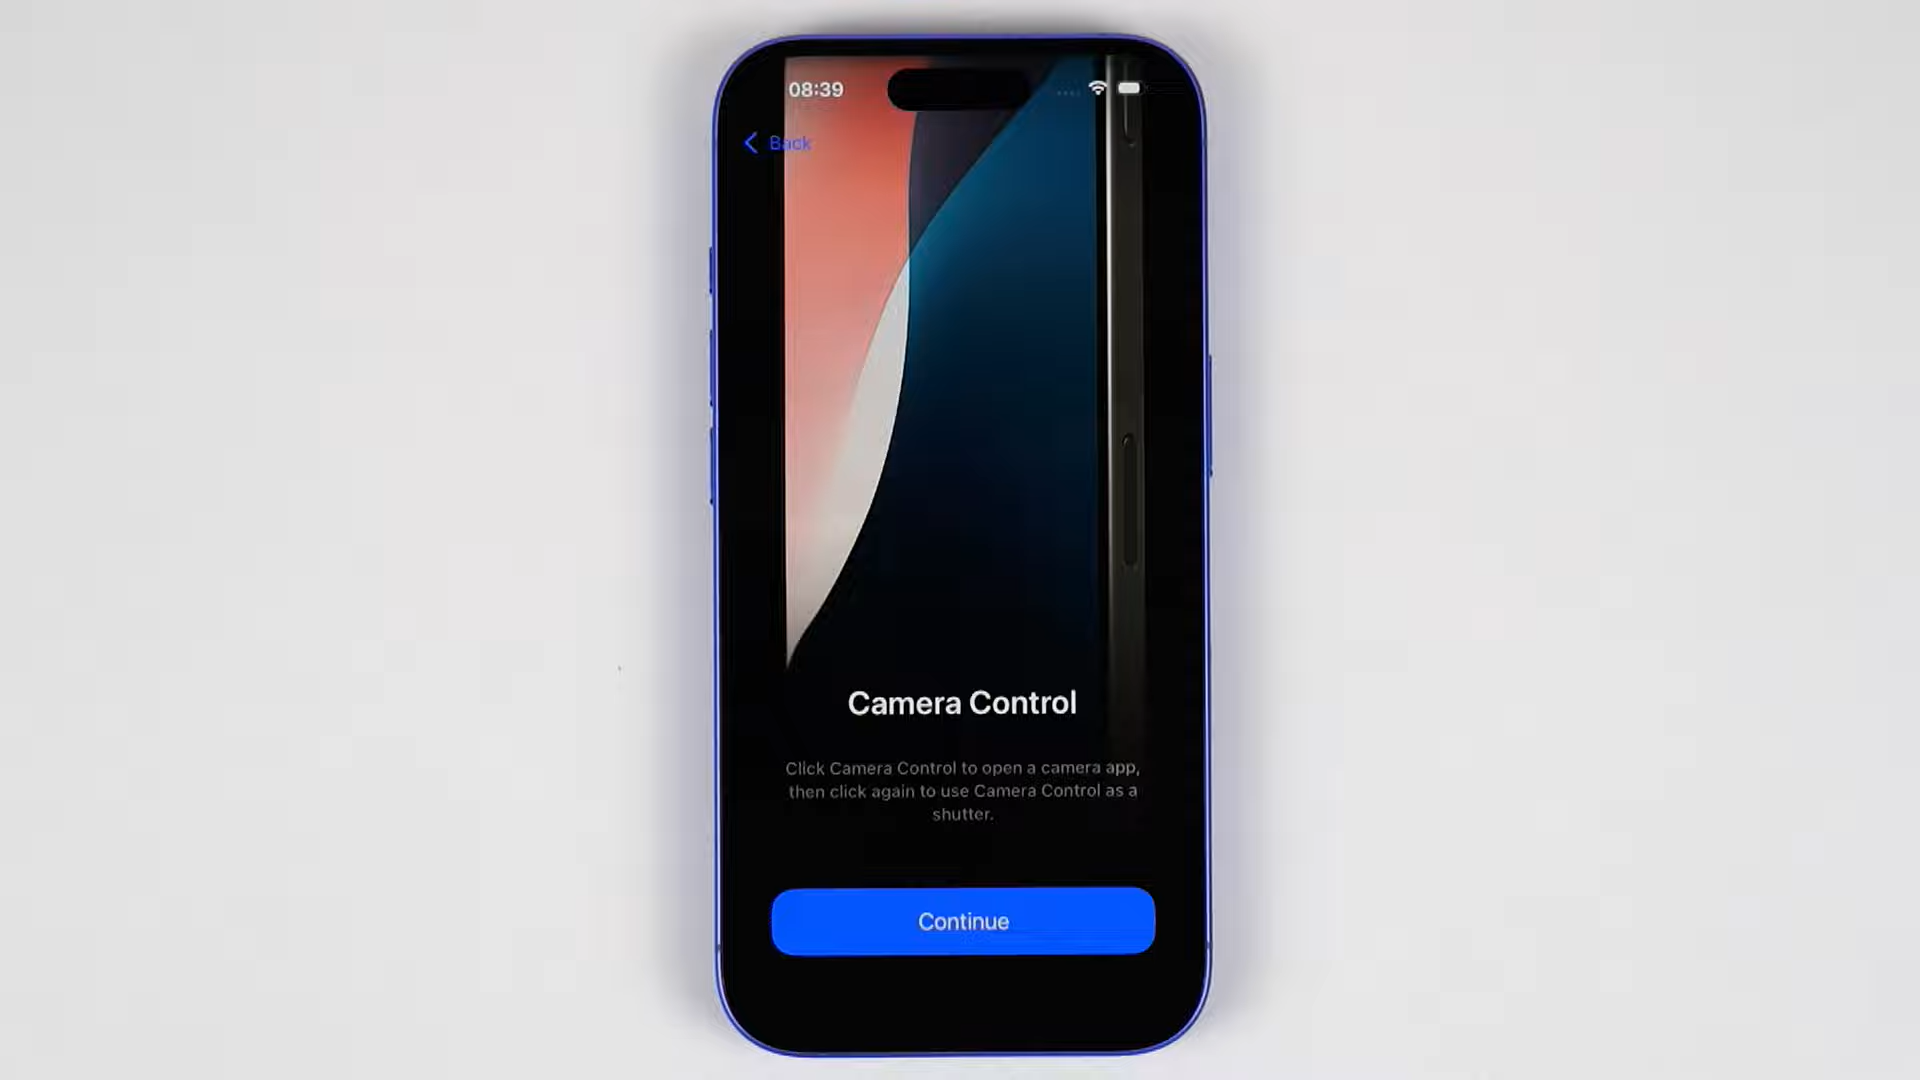 08:39
Back
Camera Control
Click Camera Control to open a camera app,
then click again to use Camera Control as a
shutter.
Continue